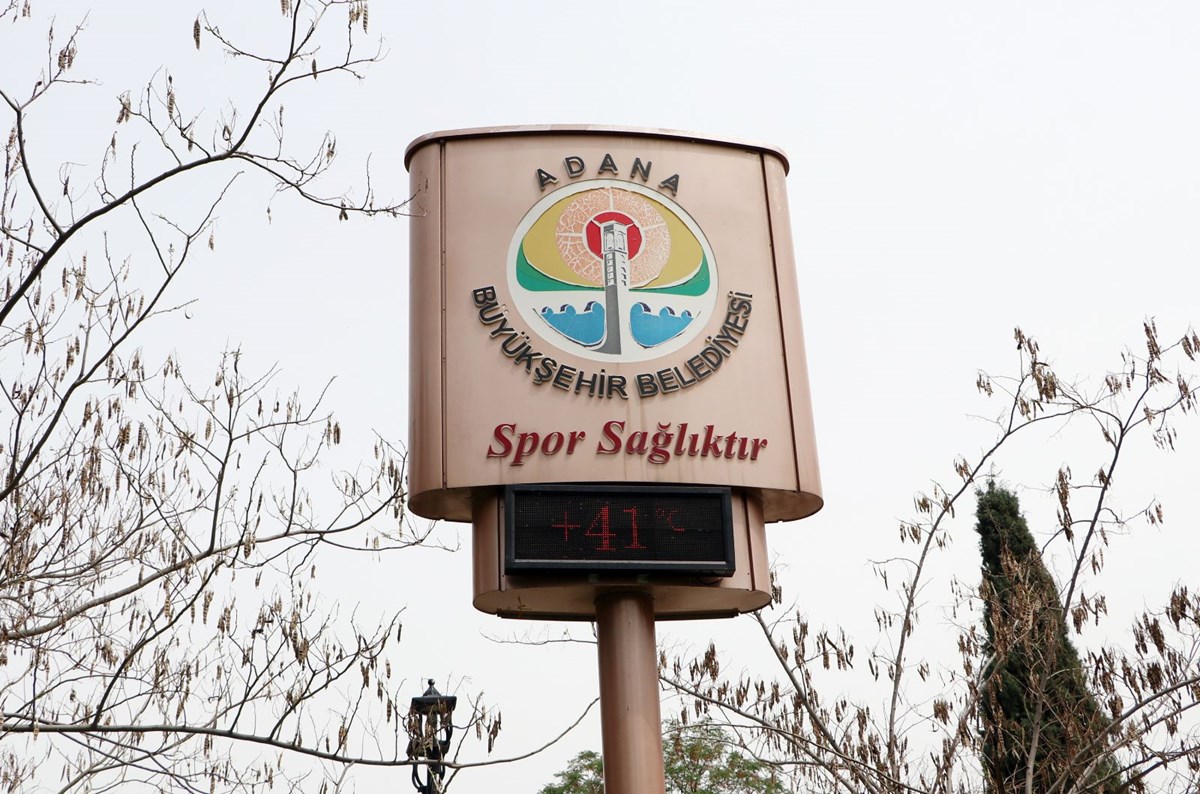 ADANA
BÜYÜKŞEHİR BELEDİYESİ
Spor Sağlıktır
+41°C